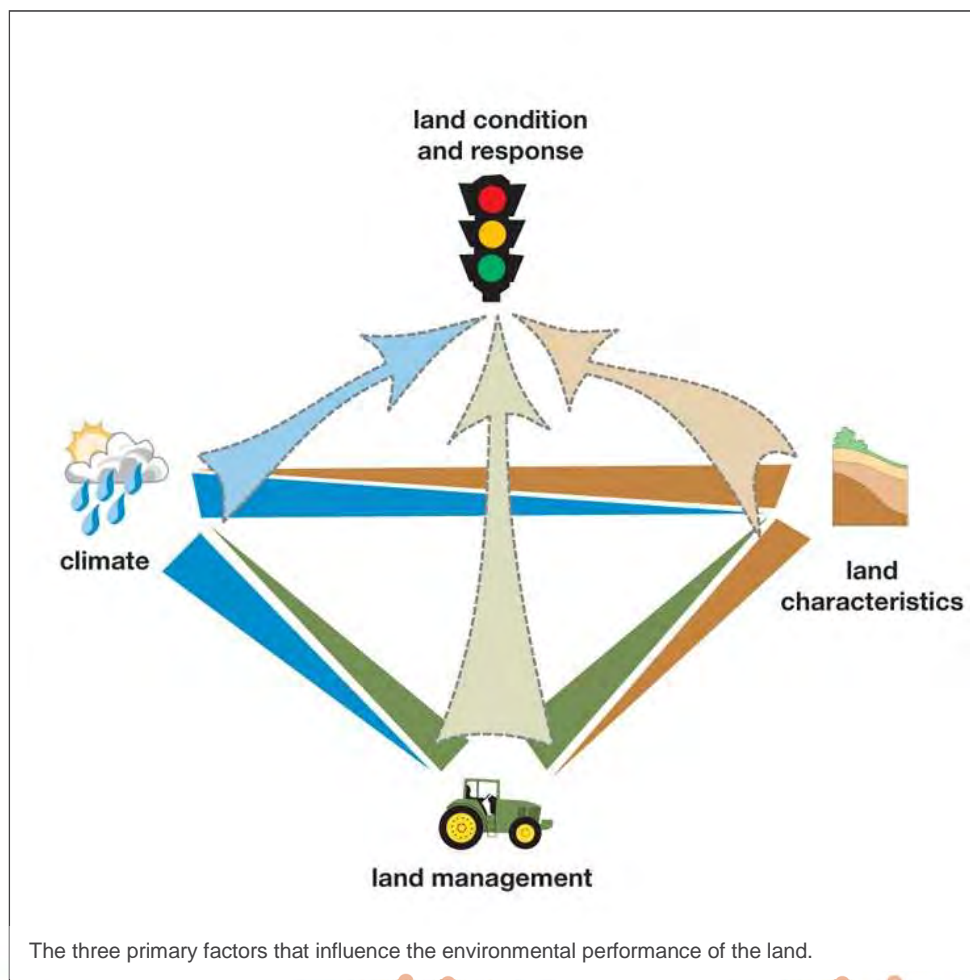 land condition
and response
climate
land
characteristics
land management
The three primary factors that influence the environmental performance of the land.